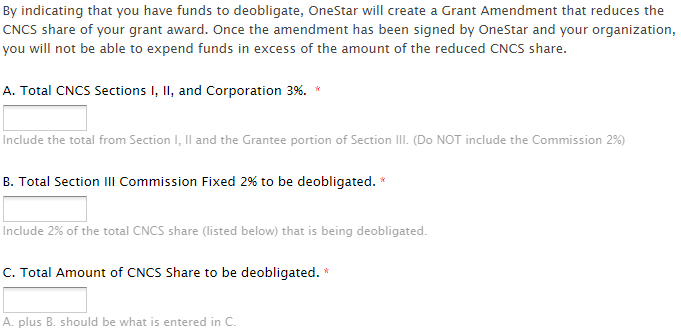 By indicating that you have funds to deobligate, OneStar will create a Grant Amendment that reduces the
CNCS share of your grant award. Once the amendment has been signed by OneStar and your organization,
you will not be able to expend funds in excess of the amount of the reduced CNCS share.
A. Total CNCS Sections I, II, and Corporation 3%. *
Include the total from Section I, II and the Grantee portion of Section III. (Do NOT include the Commission 2%)
B. Total Section III Commission Fixed 2% to be deobligated. *
Include 2% of the total CNCS share (listed below) that is being deobligated.
C. Total Amount of CNCS Share to be deobligated. *
A. plus B. should be what is entered in C.